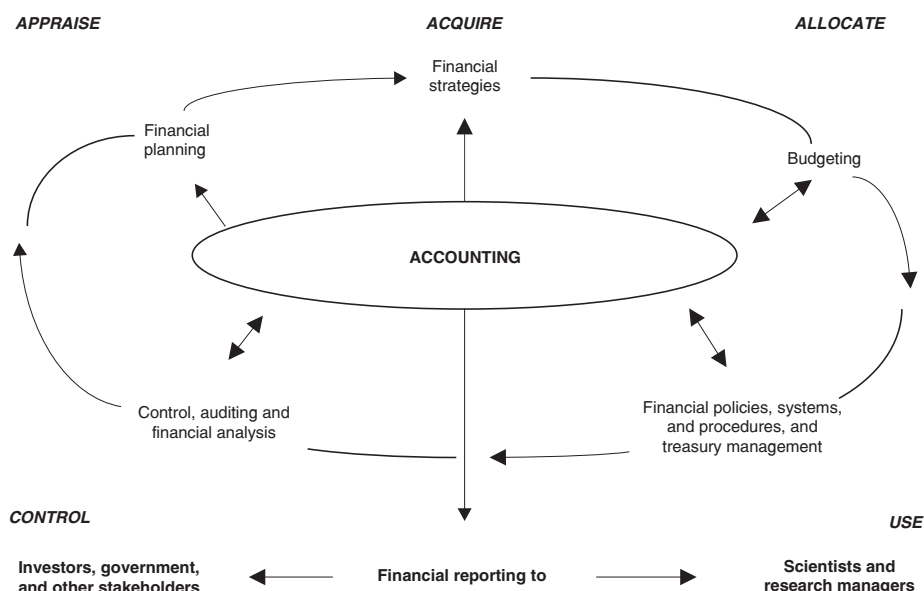 APPRAISE
ACQUIRE
ALLOCATE
Financial
strategies
Financial
planning
Budgeting
ACCOUNTING
Control, auditing and
financial analysis
Financial policies, systems,
and procedures, and
treasury management
CONTROL
USE
Investors, government,
and other stakeholders
Financial reporting to
Scientists and
research managers